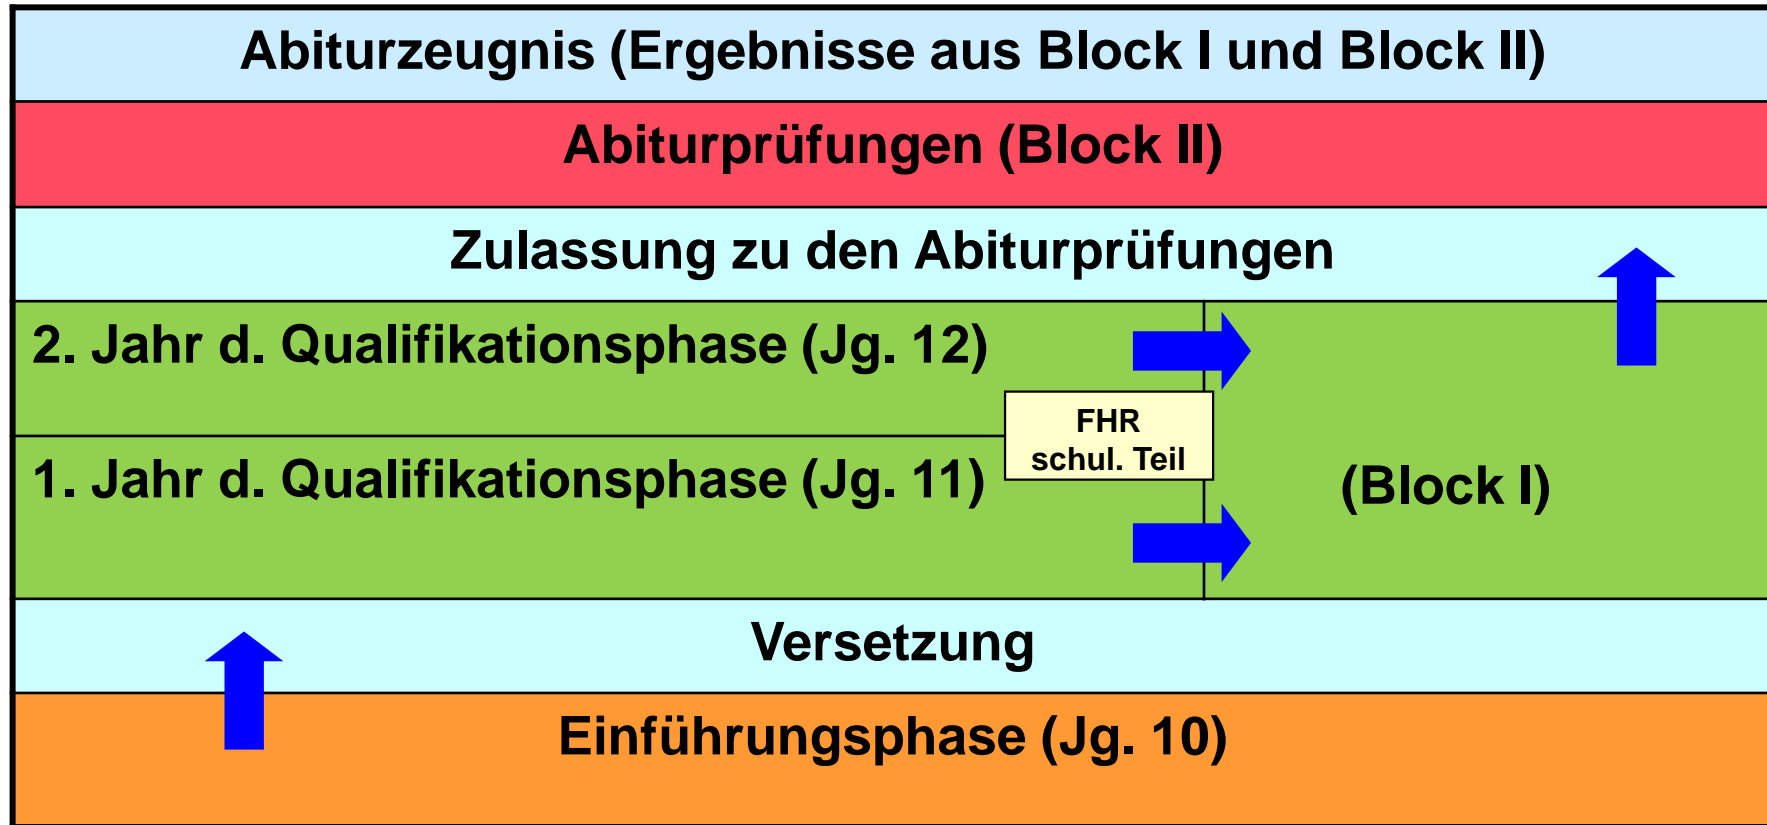 Abiturzeugnis (Ergebnisse aus Block I und Block II)
Abiturprüfungen (Block II)
Zulassung zu den Abiturprüfungen
2. Jahr d. Qualifikationsphase (Jg. 12)
FHR
schul. Teil
1. Jahr d. Qualifikationsphase (Jg. 11)
(Block I)
Versetzung
Einführungsphase (Jg. 10)